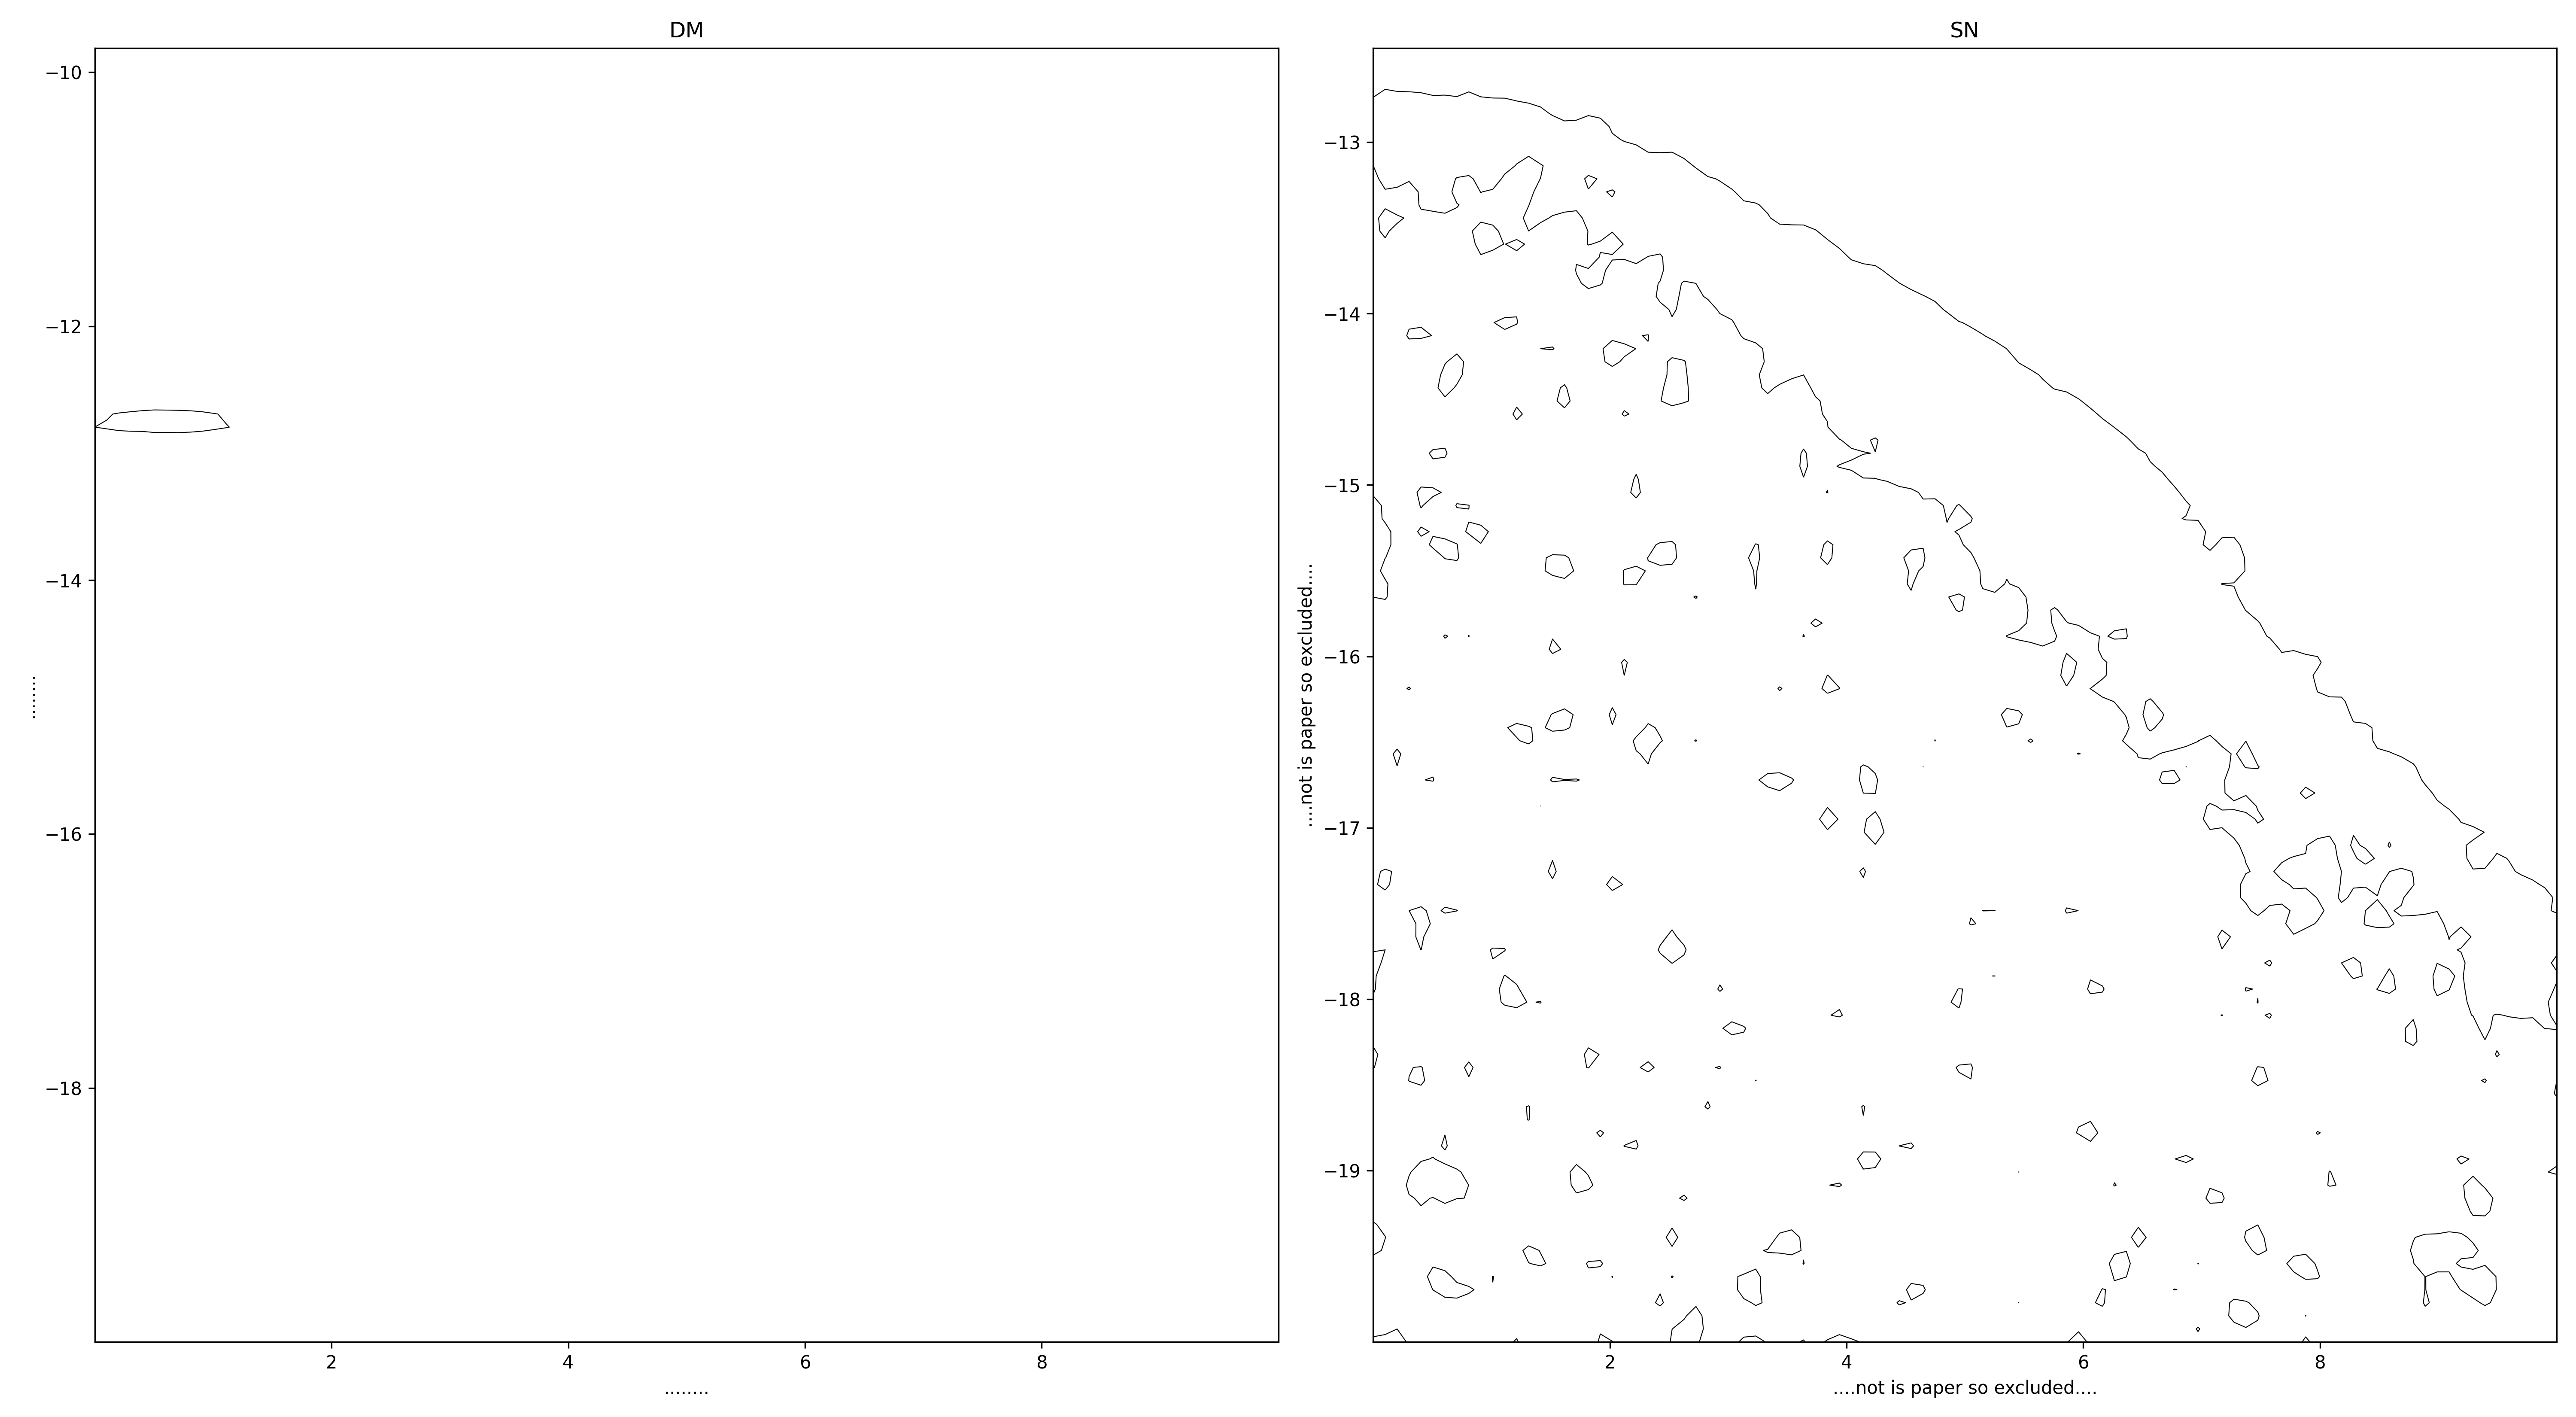 DM
−10
−12
−14
−16
−18
2 4 6 8
........
.........
SN
−13
−14
−15
−16
−17
−18
−19
2 4 6 8
....not is paper so excluded....
....not is paper so excluded....